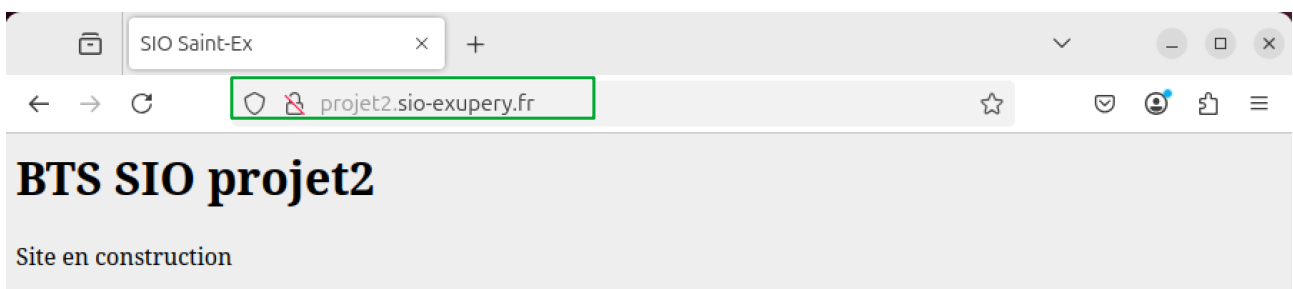 SIO Saint-Ex
projet2.sio-exupery.fr
BTS SIO projet2
Site en construction